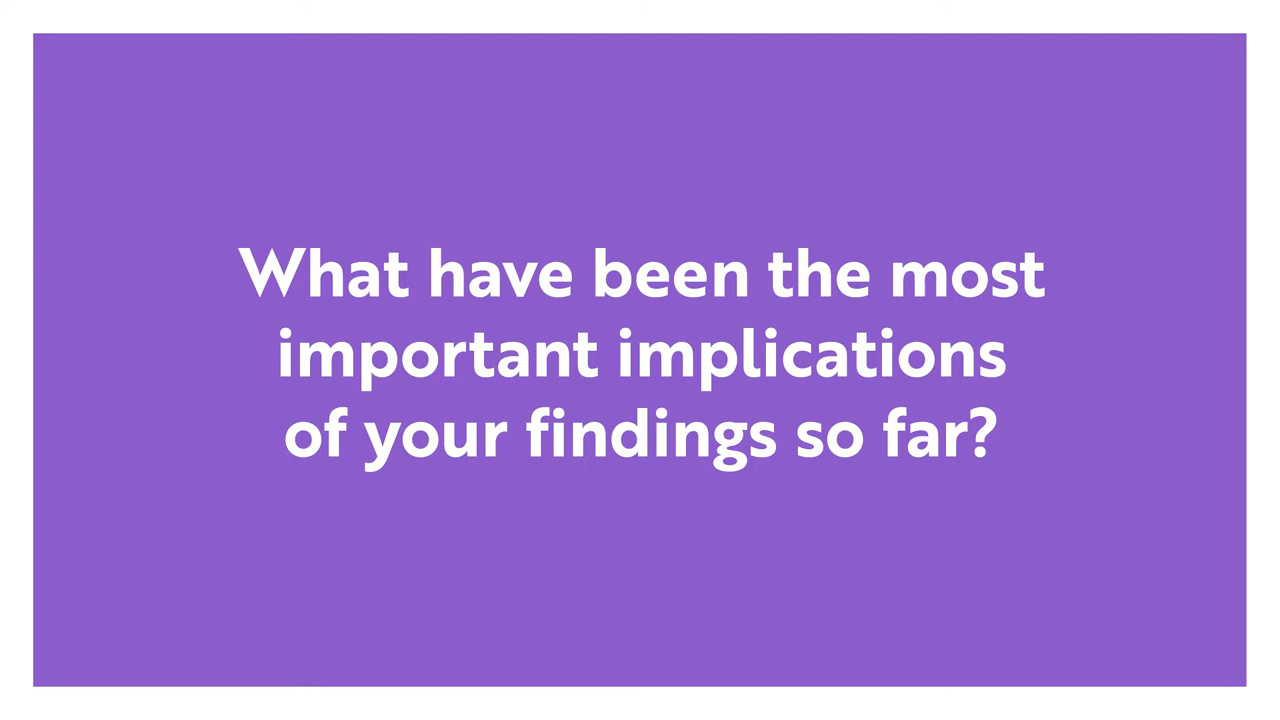 What have been the most
important implications
of your findings so far?